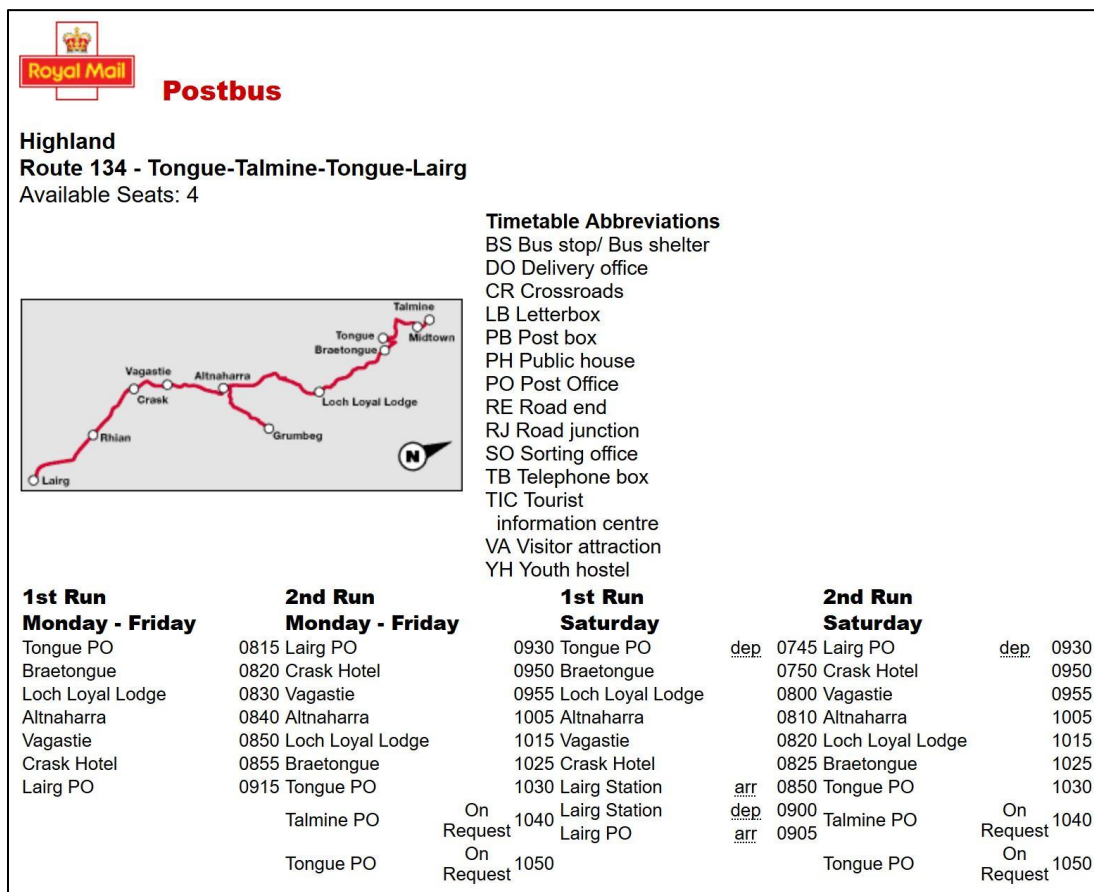 Royal Mail
Postbus
Highland
Route 134 - Tongue-Talmine-Tongue-Lairg
Available Seats: 4
Timetable Abbreviations
BS Bus stop/ Bus shelter
DO Delivery office
CR Crossroads
LB Letterbox
PB Post box
PH Public house
PO Post Office
RE Road end
RJ Road junction
SO Sorting office
TB Telephone box
TIC Tourist
information centre
VA Visitor attraction
YH Youth hostel
Talmine
Tongue
Midtown
Braetongue
Vagastie
Altnaharra
Crask
Loch Loyal Lodge
Rhian
Grumbeg
N
Lairg
1st Run
Monday - Friday
Tongue PO 0815
Braetongue 0820
Loch Loyal Lodge 0830
Altnaharra 0840
Vagastie 0850
Crask Hotel 0855
Lairg PO 0915
2nd Run
Monday - Friday
Lairg PO 0930
Crask Hotel 0950
Vagastie 0955
Altnaharra 1005
Loch Loyal Lodge 1015
Braetongue 1025
Tongue PO 1030
Talmine PO On Request 1040
Tongue PO On Request 1050
1st Run
Saturday
Tongue PO dep 0745
Braetongue 0750
Loch Loyal Lodge 0800
Altnaharra 0810
Vagastie 0820
Crask Hotel 0825
Lairg Station arr 0850
Lairg Station dep 0900
Lairg PO arr 0905
2nd Run
Saturday
Lairg PO dep 0930
Crask Hotel 0950
Vagastie 0955
Altnaharra 1005
Loch Loyal Lodge 1015
Braetongue 1025
Tongue PO 1030
Talmine PO On Request 1040
Tongue PO On Request 1050